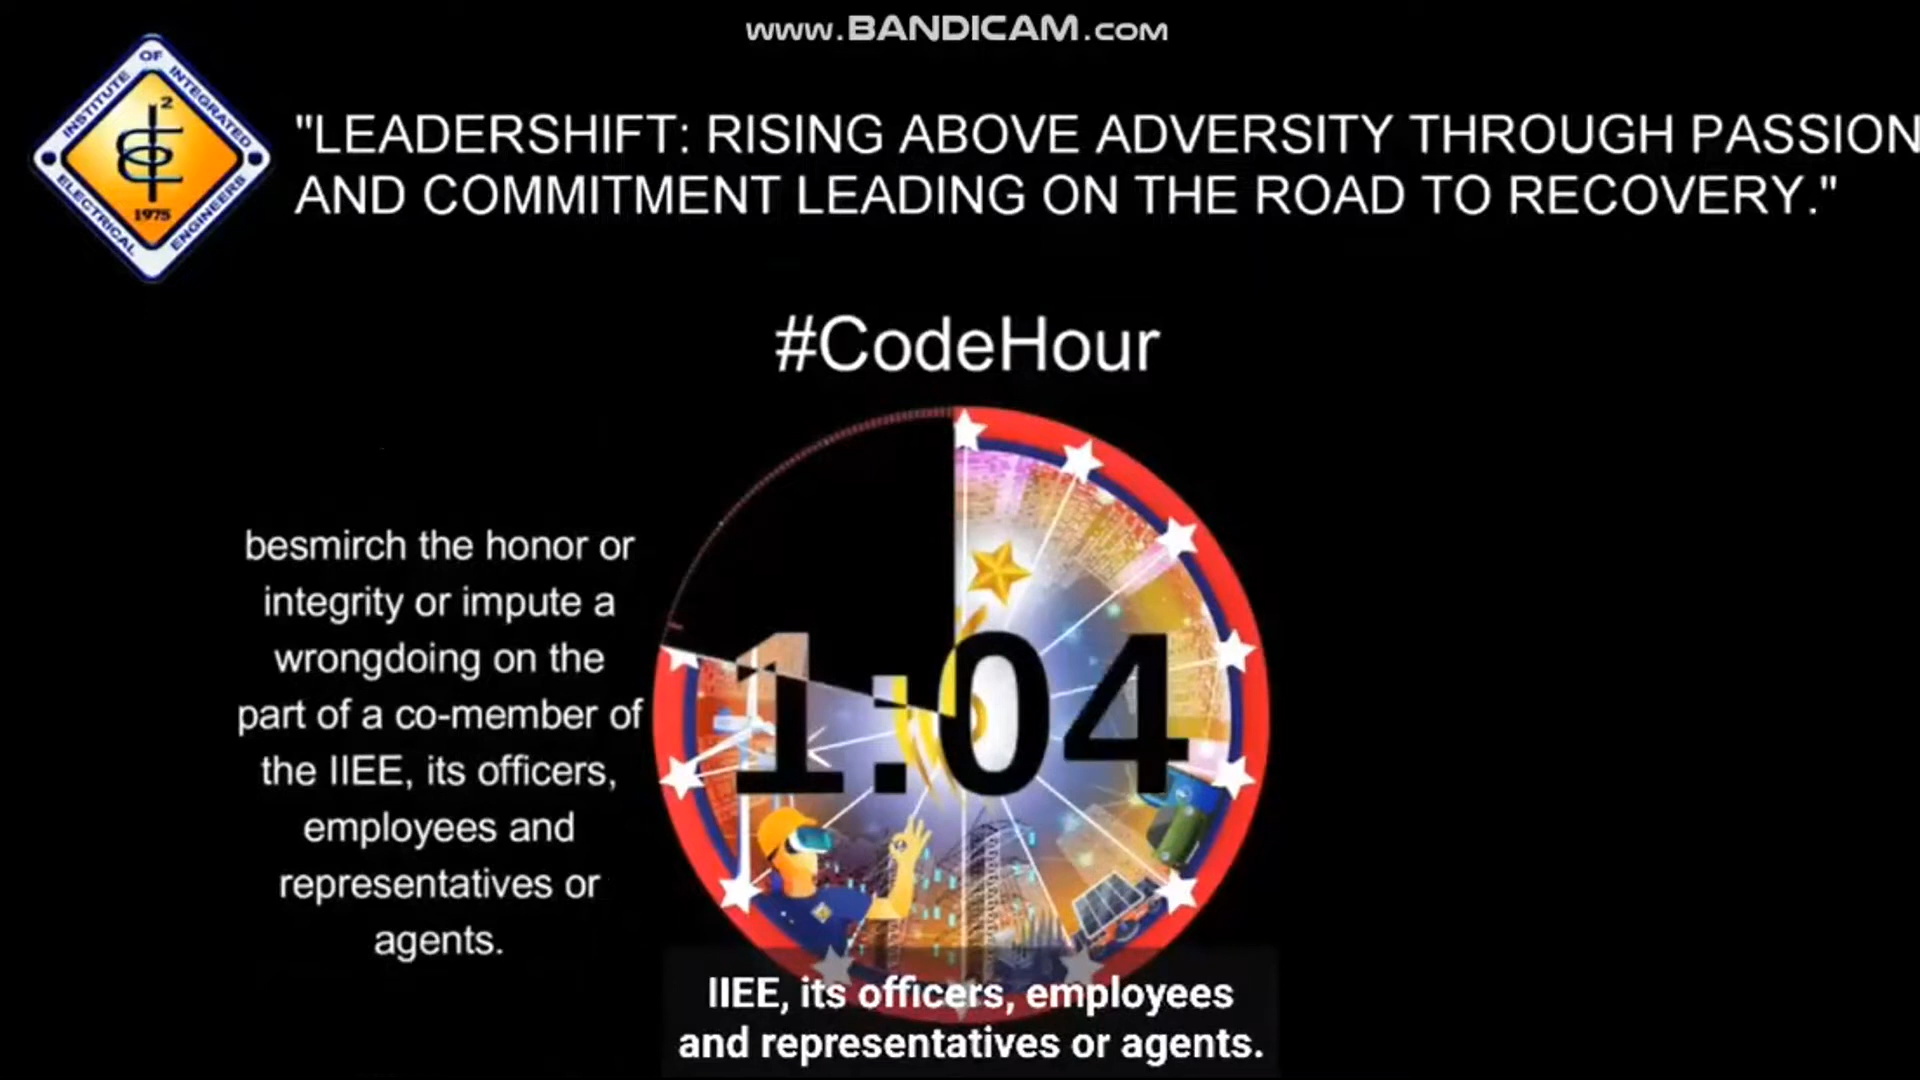 www.BANDICAM.com
INSTITUTE OF INTEGRATED
ELECTRICAL ENGINEERS
2
1975
"LEADERSHIFT: RISING ABOVE ADVERSITY THROUGH PASSION
AND COMMITMENT LEADING ON THE ROAD TO RECOVERY."
#CodeHour
besmirch the honor or
integrity or impute a
wrongdoing on the
part of a co-member of
the IIEE, its officers,
employees and
representatives or
agents.
1:04
IIEE, its officers, employees
and representatives or agents.